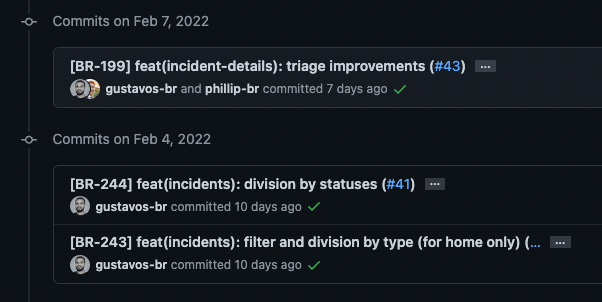 Commits on Feb 7, 2022
[BR-199] feat(incident-details): triage improvements (#43) ...
gustavos-br and phillip-br committed 7 days ago
Commits on Feb 4, 2022
[BR-244] feat(incidents): division by statuses (#41) ...
gustavos-br committed 10 days ago
[BR-243] feat(incidents): filter and division by type (for home only) (... ...
gustavos-br committed 10 days ago